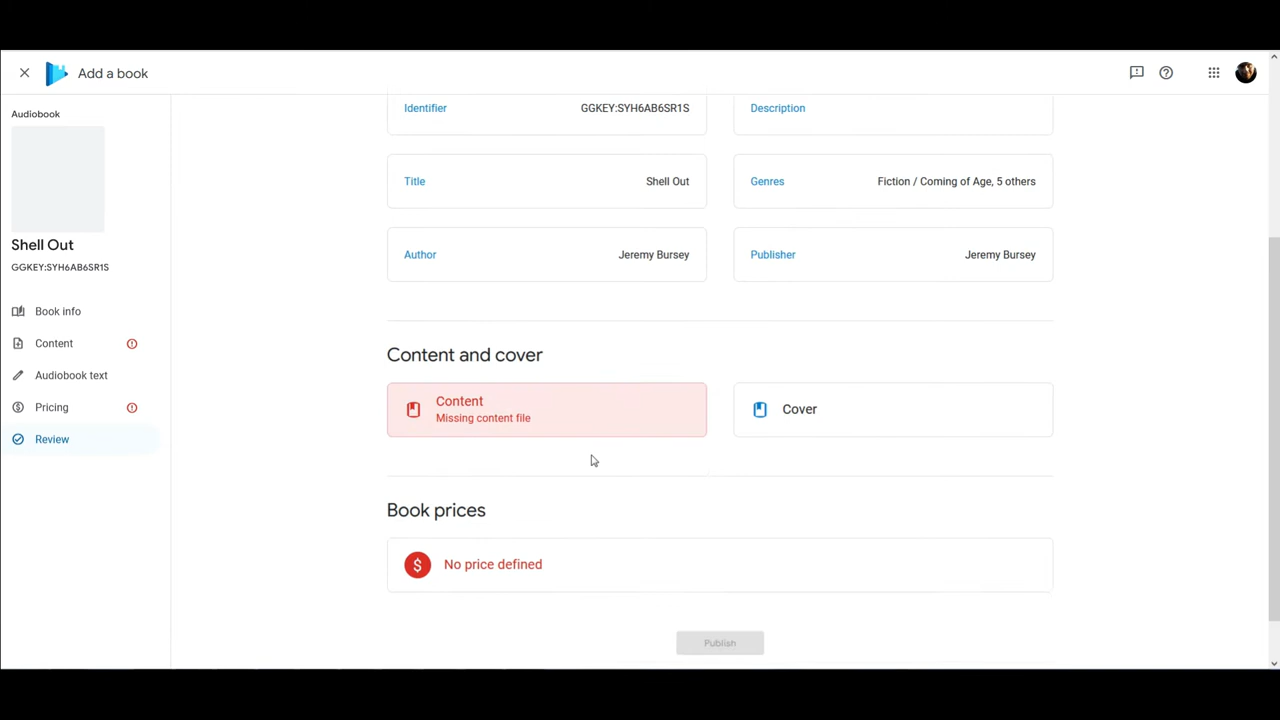 Add a book
Audiobook
Shell Out
GGKEY:SYH6AB6SR1S
Book info
Content
Audiobook text
Pricing
Review
Identifier GGKEY:SYH6AB6SR1S
Description
Title Shell Out
Genres Fiction / Coming of Age, 5 others
Author Jeremy Bursey
Publisher Jeremy Bursey
Content and cover
Content
Missing content file
Cover
Book prices
$ No price defined
Publish